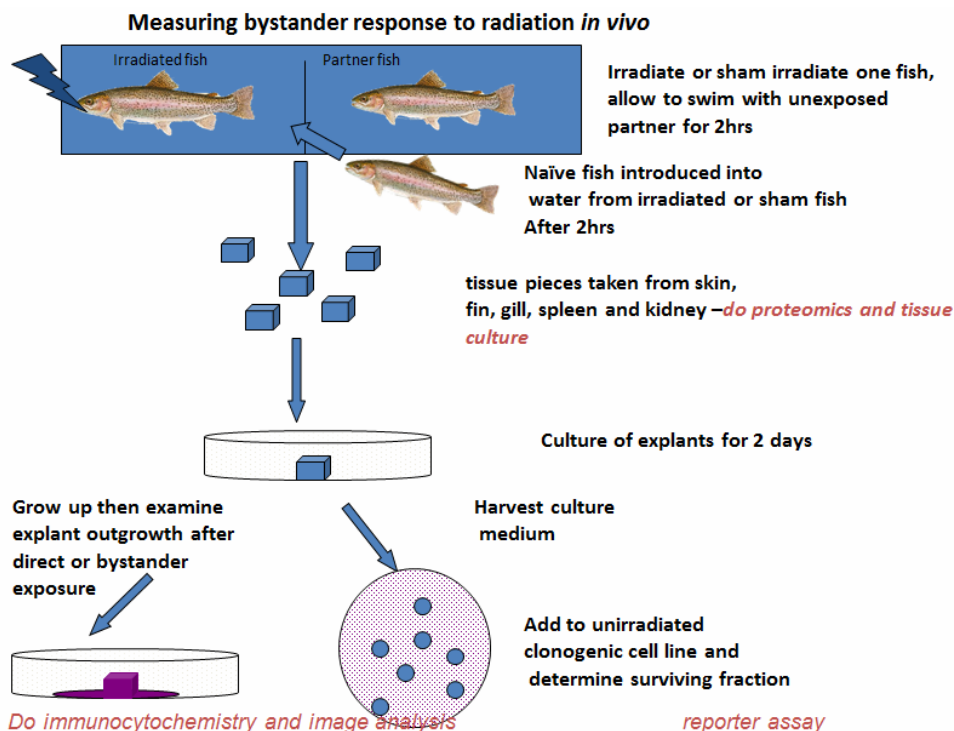 Measuring bystander response to radiation in vivo
Irradiated fish
Partner fish
Irradiate or sham irradiate one fish,
allow to swim with unexposed
partner for 2hrs
Naïve fish introduced into
water from irradiated or sham fish
After 2hrs
tissue pieces taken from skin,
fin, gill, spleen and kidney –do proteomics and tissue
culture
Culture of explants for 2 days
Grow up then examine
explant outgrowth after
direct or bystander
exposure
Harvest culture
medium
Add to unirradiated
clonogenic cell line and
determine surviving fraction
Do immunocytochemistry and image analysis
reporter assay